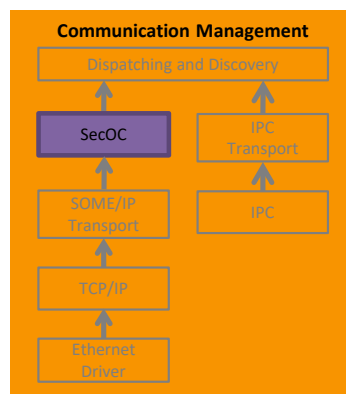 Communication Management
Dispatching and Discovery
SecOC
IPC
Transport
SOME/IP
Transport
IPC
TCP/IP
Ethernet
Driver